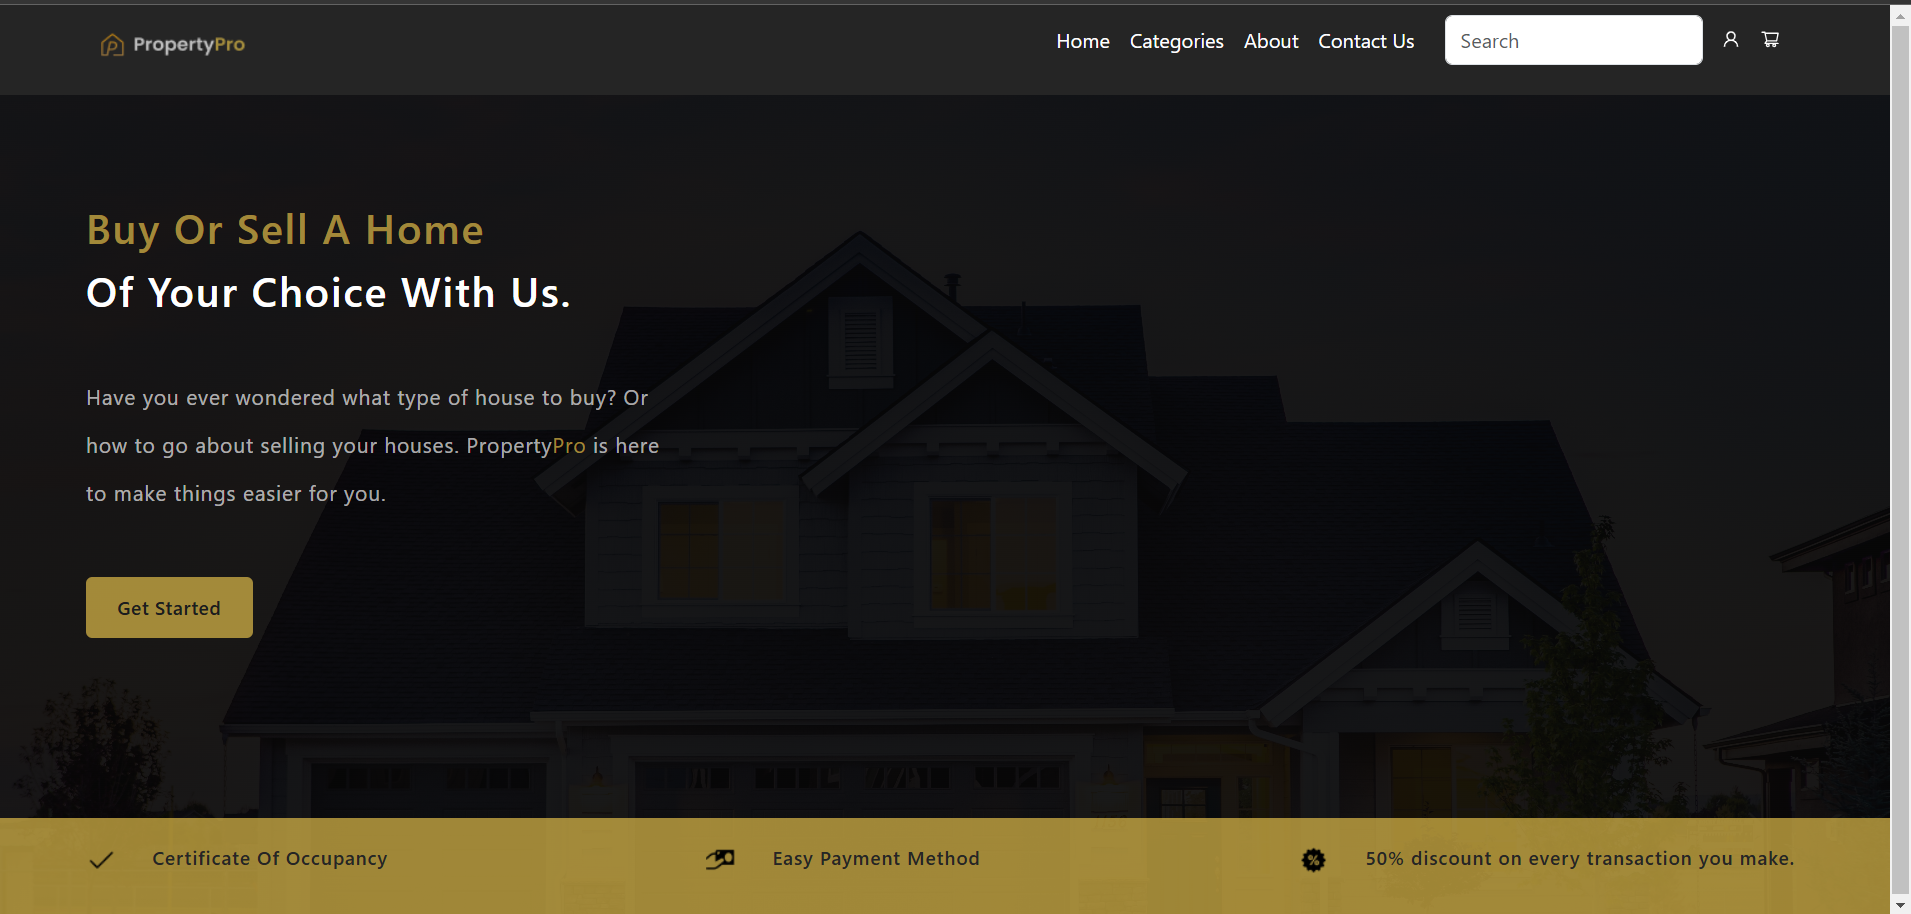 PropertyPro
Home Categories About Contact Us Search
Buy Or Sell A Home
Of Your Choice With Us.
Have you ever wondered what type of house to buy? Or
how to go about selling your houses. PropertyPro is here
to make things easier for you.
Get Started
Certificate Of Occupancy
Easy Payment Method
50% discount on every transaction you make.